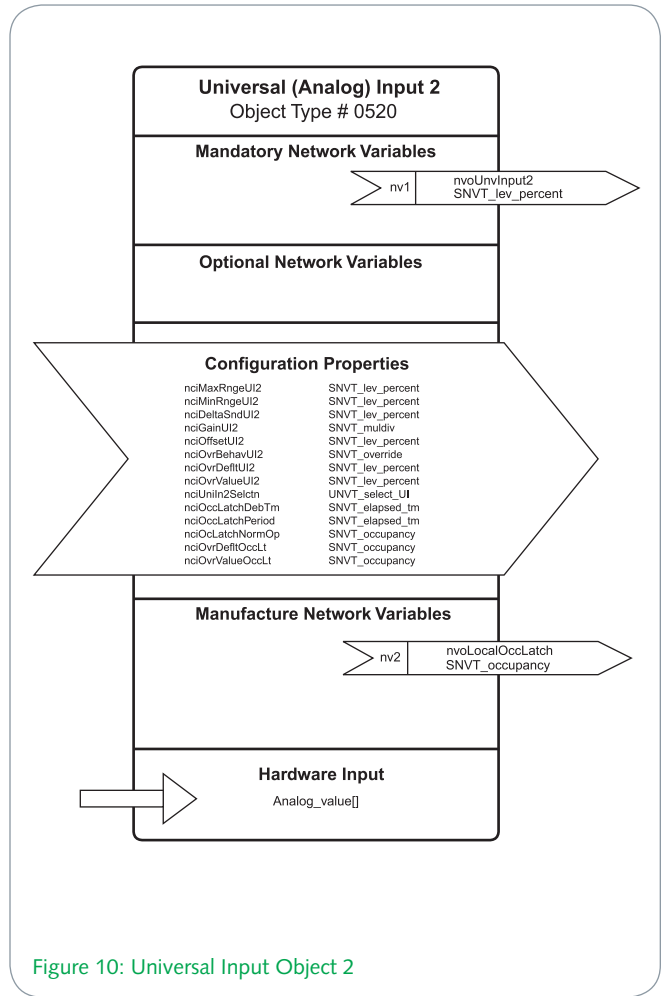 Universal (Analog) Input 2
Object Type # 0520
Mandatory Network Variables
nv1 nvoUnvInput2
SNVT_lev_percent
Optional Network Variables
Configuration Properties
nciMaxRngeUI2 SNVT_lev_percent
nciMinRngeUI2 SNVT_lev_percent
nciDeltaSndUI2 SNVT_lev_percent
nciGainUI2 SNVT_muldiv
nciOffsetUI2 SNVT_lev_percent
nciOvrBehavUI2 SNVT_override
nciOvrDefltUI2 SNVT_lev_percent
nciOvrValueUI2 SNVT_lev_percent
nciUniIn2Selctn UNVT_select_UI
nciOccLatchDebTm SNVT_elapsed_tm
nciOccLatchPeriod SNVT_elapsed_tm
nciOcLatchNormOp SNVT_occupancy
nciOvrDefltOccLt SNVT_occupancy
nciOvrValueOccLt SNVT_occupancy
Manufacture Network Variables
nv2 nvoLocalOccLatch
SNVT_occupancy
Hardware Input
Analog_value[]
Figure 10: Universal Input Object 2